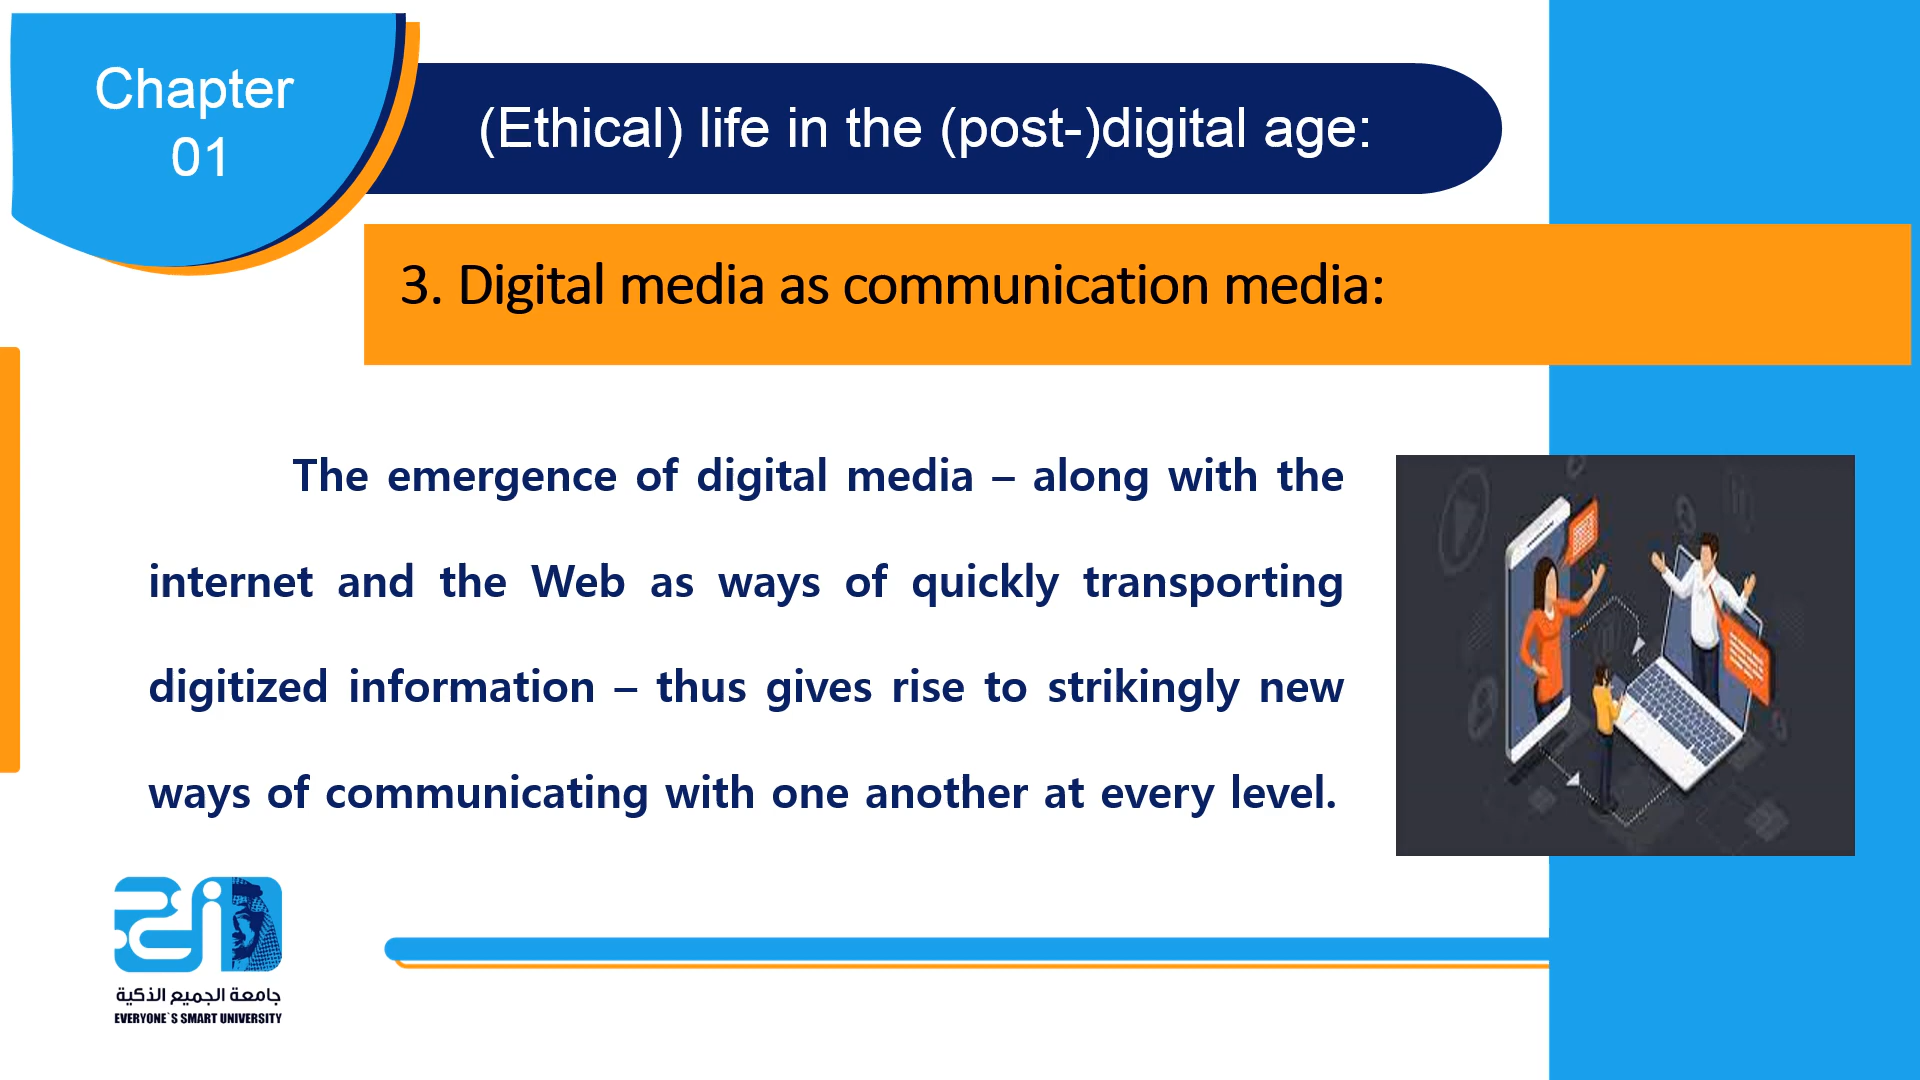 Chapter
01
(Ethical) life in the (post-)digital age:
3. Digital media as communication media:
The emergence of digital media – along with the
internet and the Web as ways of quickly transporting
digitized information – thus gives rise to strikingly new
ways of communicating with one another at every level.
جامعة الجميع الذكية
EVERYONE`S SMART UNIVERSITY